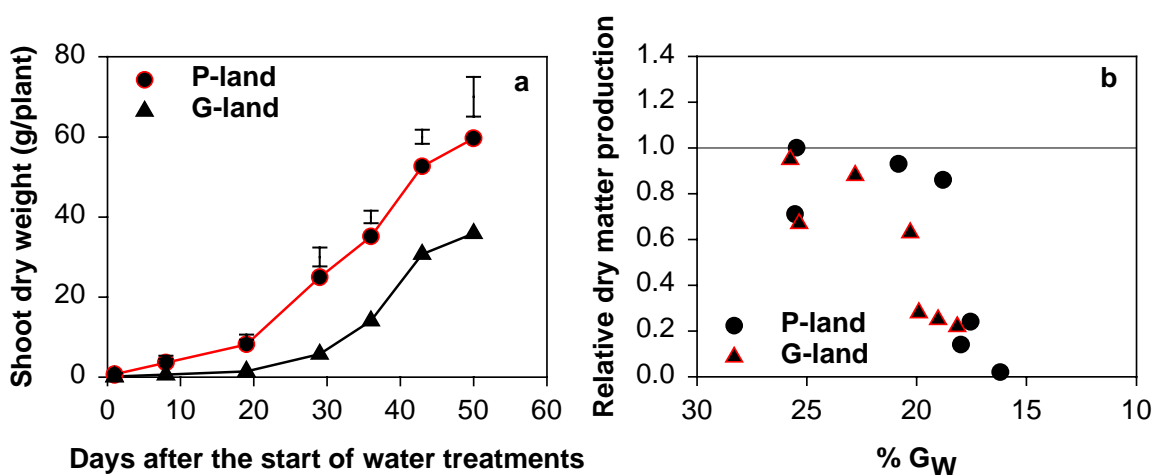 Shoot dry weight (g/plant)
80
60
40
20
0
P-land
G-land
a
0 10 20 30 40 50 60
Days after the start of water treatments
Relative dry matter production
1.4
1.2
1.0
0.8
0.6
0.4
0.2
0.0
b
P-land
G-land
30 25 20 15 10
% GW